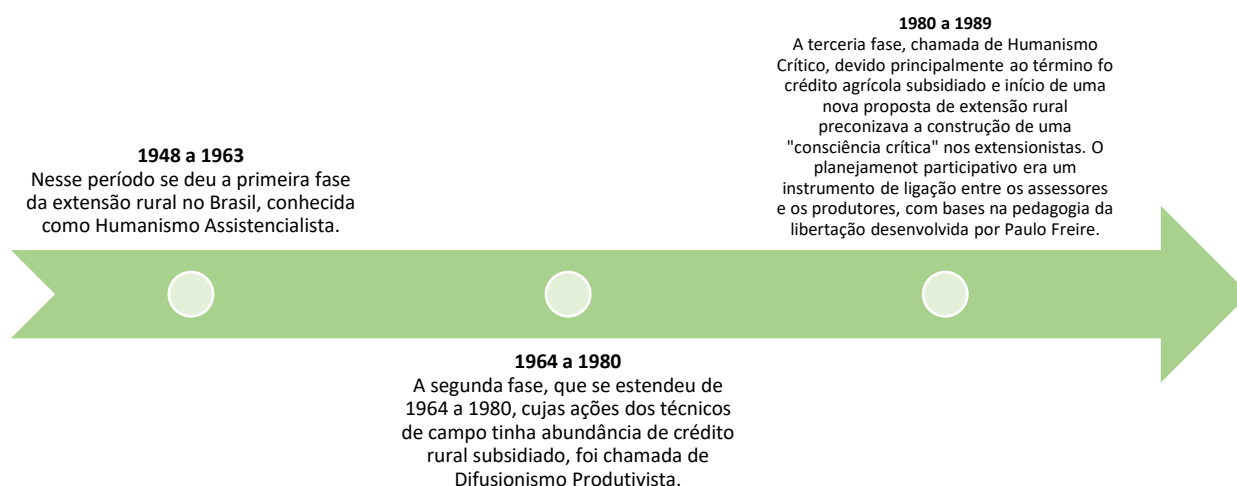 1948 a 1963
Nesse período se deu a primeira fase
da extensão rural no Brasil, conhecida
como Humanismo Assistencialista.
1964 a 1980
A segunda fase, que se estendeu de
1964 a 1980, cujas ações dos técnicos
de campo tinha abundância de crédito
rural subsidiado, foi chamada de
Difusionismo Produtivista.
1980 a 1989
A terceria fase, chamada de Humanismo
Crítico, devido principalmente ao término fo
crédito agrícola subsidiado e início de uma
nova proposta de extensão rural
preconizava a construção de uma
"consciência crítica" nos extensionistas. O
planejamenot participativo era um
instrumento de ligação entre os assessores
e os produtores, com bases na pedagogia da
libertação desenvolvida por Paulo Freire.